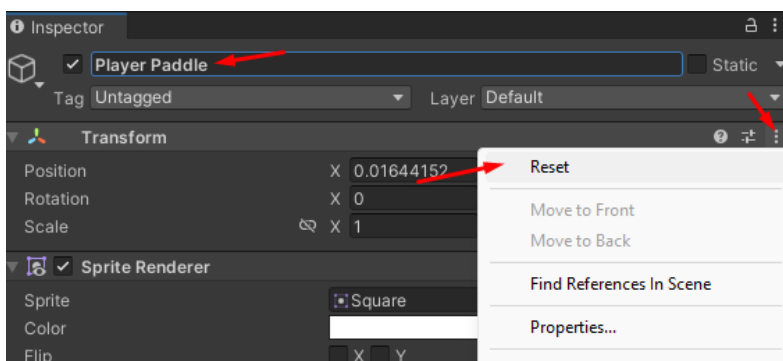 Inspector
Player Paddle
Static
Tag Untagged
Layer Default
Transform
Position X 0.01644152
Reset
Rotation X 0
Scale X 1
Move to Front
Move to Back
Sprite Renderer
Find References In Scene
Sprite Square
Color
Properties...
Flip X Y